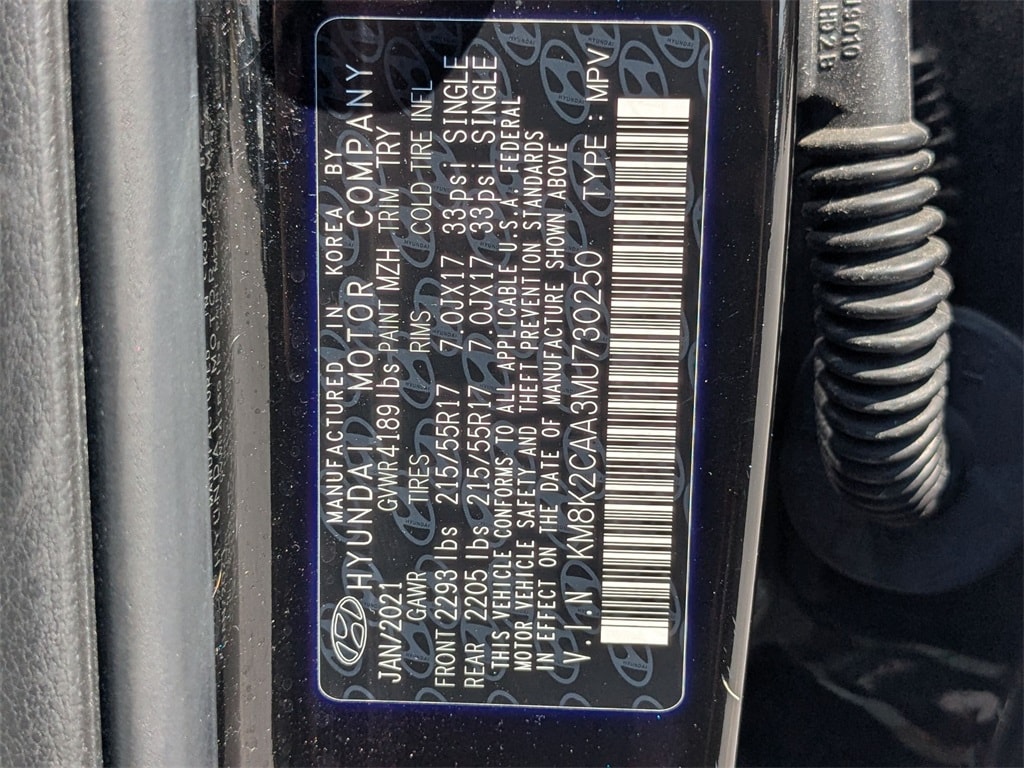 MANUFACTURED IN KOREA BY
HYUNDAI MOTOR COMPANY
JAN/2021 GVWR4189 lbs PAINT MZH TRIM TRY
GAWR TIRES RIMS COLD TIRE INFL
FRONT 2293 lbs 215/55R17 7.0JX17 33psi SINGLE
REAR 2205 lbs 215/55R17 7.0JX17 33psi SINGLE
THIS VEHICLE CONFORMS TO ALL APPLICABLE U.S.A. FEDERAL
MOTOR VEHICLE SAFETY AND THEFT PREVENTION STANDARDS
IN EFFECT ON THE DATE OF MANUFACTURE SHOWN ABOVE
V.I.N KM8K2CAA3MU730250 TYPE : MPV